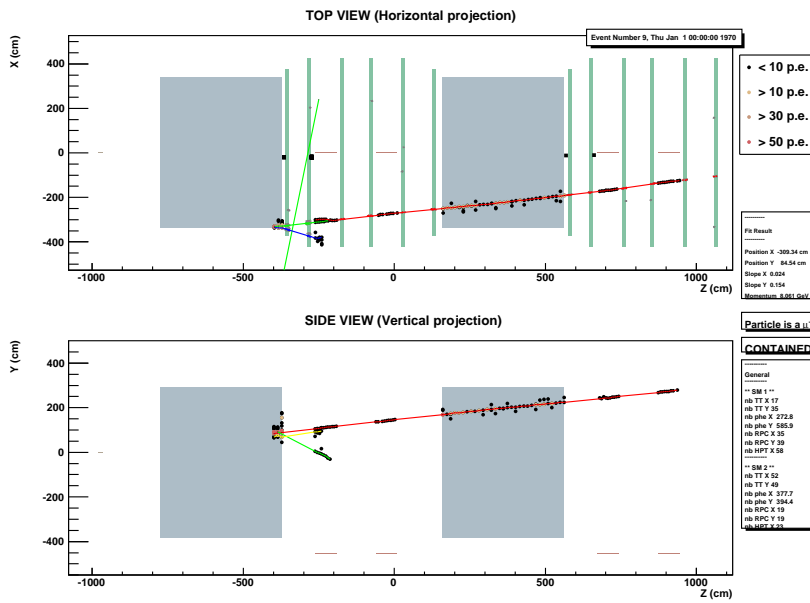 TOP VIEW (Horizontal projection)
Event Number 9, Thu Jan 1 00:00:00 1970
X (cm)
400
200
0
-200
-400
-1000
-500
0
500
1000
Z (cm)
< 10 p.e.
> 10 p.e.
> 30 p.e.
> 50 p.e.
----------
Fit Result
----------
Position X -309.34 cm
Position Y 84.54 cm
Slope X 0.024
Slope Y 0.154
Momentum 8.061 GeV
Particle is a μ
CONTAINED
SIDE VIEW (Vertical projection)
Y (cm)
400
200
0
-200
-400
-1000
-500
0
500
1000
Z (cm)
----------
General
----------
** SM 1 **
nb TT X 17
nb TT Y 35
nb phe X 272.8
nb phe Y 585.9
nb RPC X 35
nb RPC Y 39
nb HPT X 58
----------
** SM 2 **
nb TT X 52
nb TT Y 49
nb phe X 377.7
nb phe Y 394.4
nb RPC X 19
nb RPC Y 19
nb HPT X 23